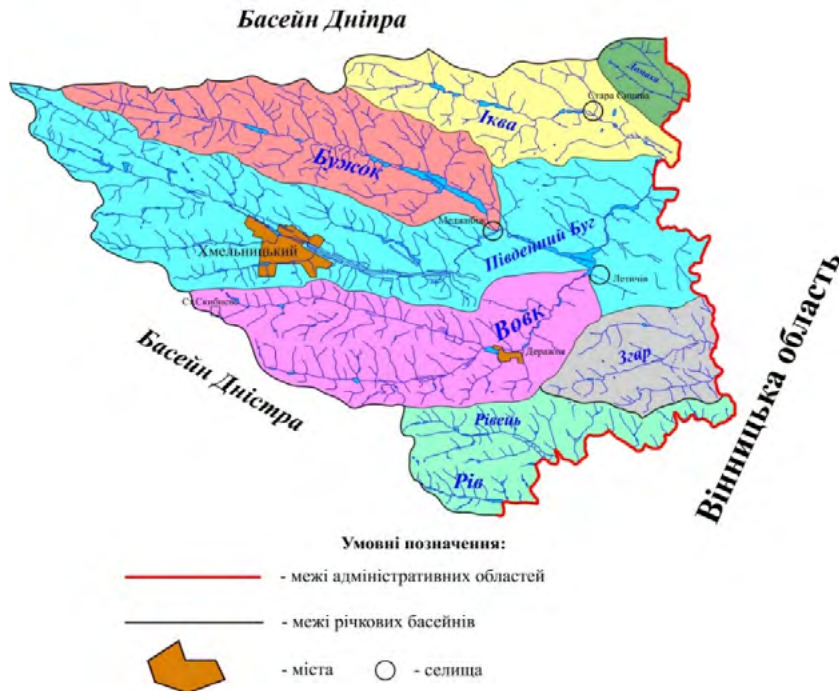 Басейн Дніпра
Домаха
Стара Синява
Іква
Бужок
Меджибіж
Південний Буг
Хмельницький
Летичів
Вовк
Деражня
Згар
Басейн Дністра
Вінницька область
Рівець
Рів
Умовні позначення:
- межі адміністративних областей
- межі річкових басейнів
- міста
- селища